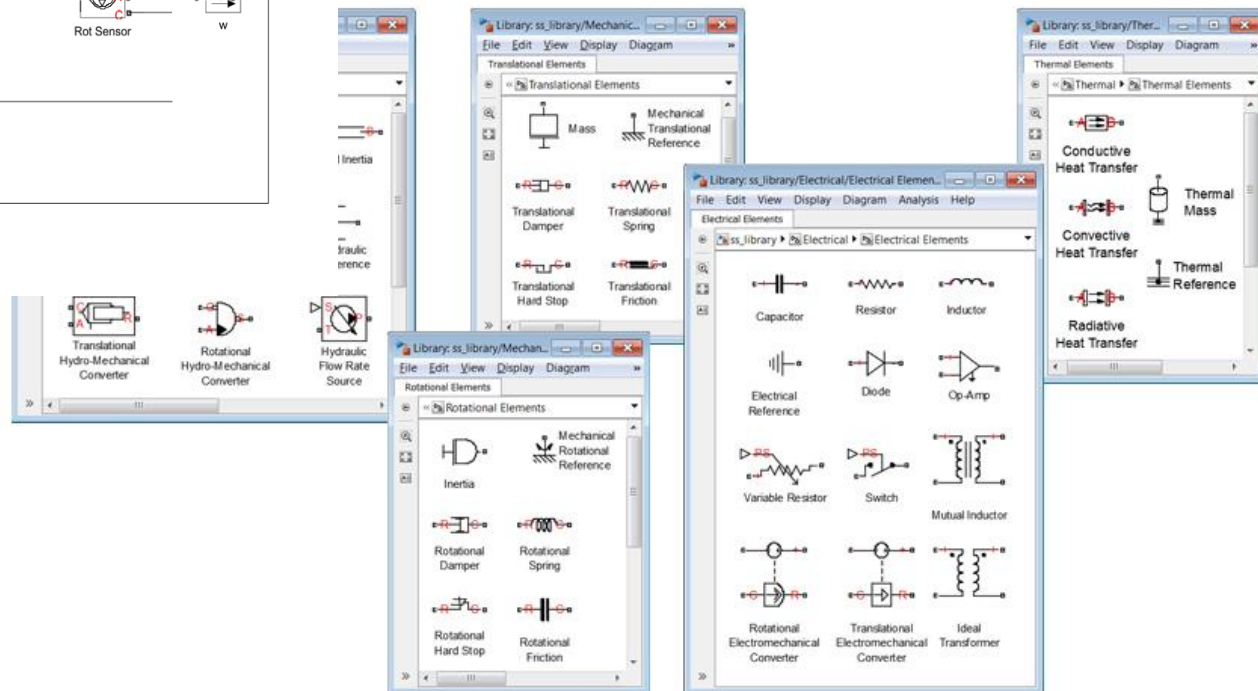 C
Rot Sensor
w
B
l Inertia
draulic
erence
C
A
R
Translational
Hydro-Mechanical
Converter
A
S
Rotational
Hydro-Mechanical
Converter
S
P
T
Hydraulic
Flow Rate
Source
Library: ss_library/Mechanic...
File Edit View Display Diagram »
Translational Elements
« Translational Elements
Mass
Mechanical
Translational
Reference
R C
Translational
Damper
R C
Translational
Spring
R C
Translational
Hard Stop
R C
Translational
Friction
Library: ss_library/Mechan...
File Edit View Display Diagram »
Rotational Elements
« Rotational Elements
Inertia
Mechanical
Rotational
Reference
R C
Rotational
Damper
R C
Rotational
Spring
R C
Rotational
Hard Stop
R C
Rotational
Friction
Library: ss_library/Electrical/Electrical Elemen...
File Edit View Display Diagram Analysis Help
Electrical Elements
ss_library Electrical Electrical Elements
Capacitor
Resistor
Inductor
Electrical
Reference
Diode
Op-Amp
PS
Variable Resistor
PS
Switch
Mutual Inductor
C R
Rotational
Electromechanical
Converter
C R
Translational
Electromechanical
Converter
Ideal
Transformer
Library: ss_library/Ther...
File Edit View Display Diagram »
Thermal Elements
« Thermal Thermal Elements
A B
Conductive
Heat Transfer
Thermal
Mass
A B
Convective
Heat Transfer
Thermal
Reference
A B
Radiative
Heat Transfer